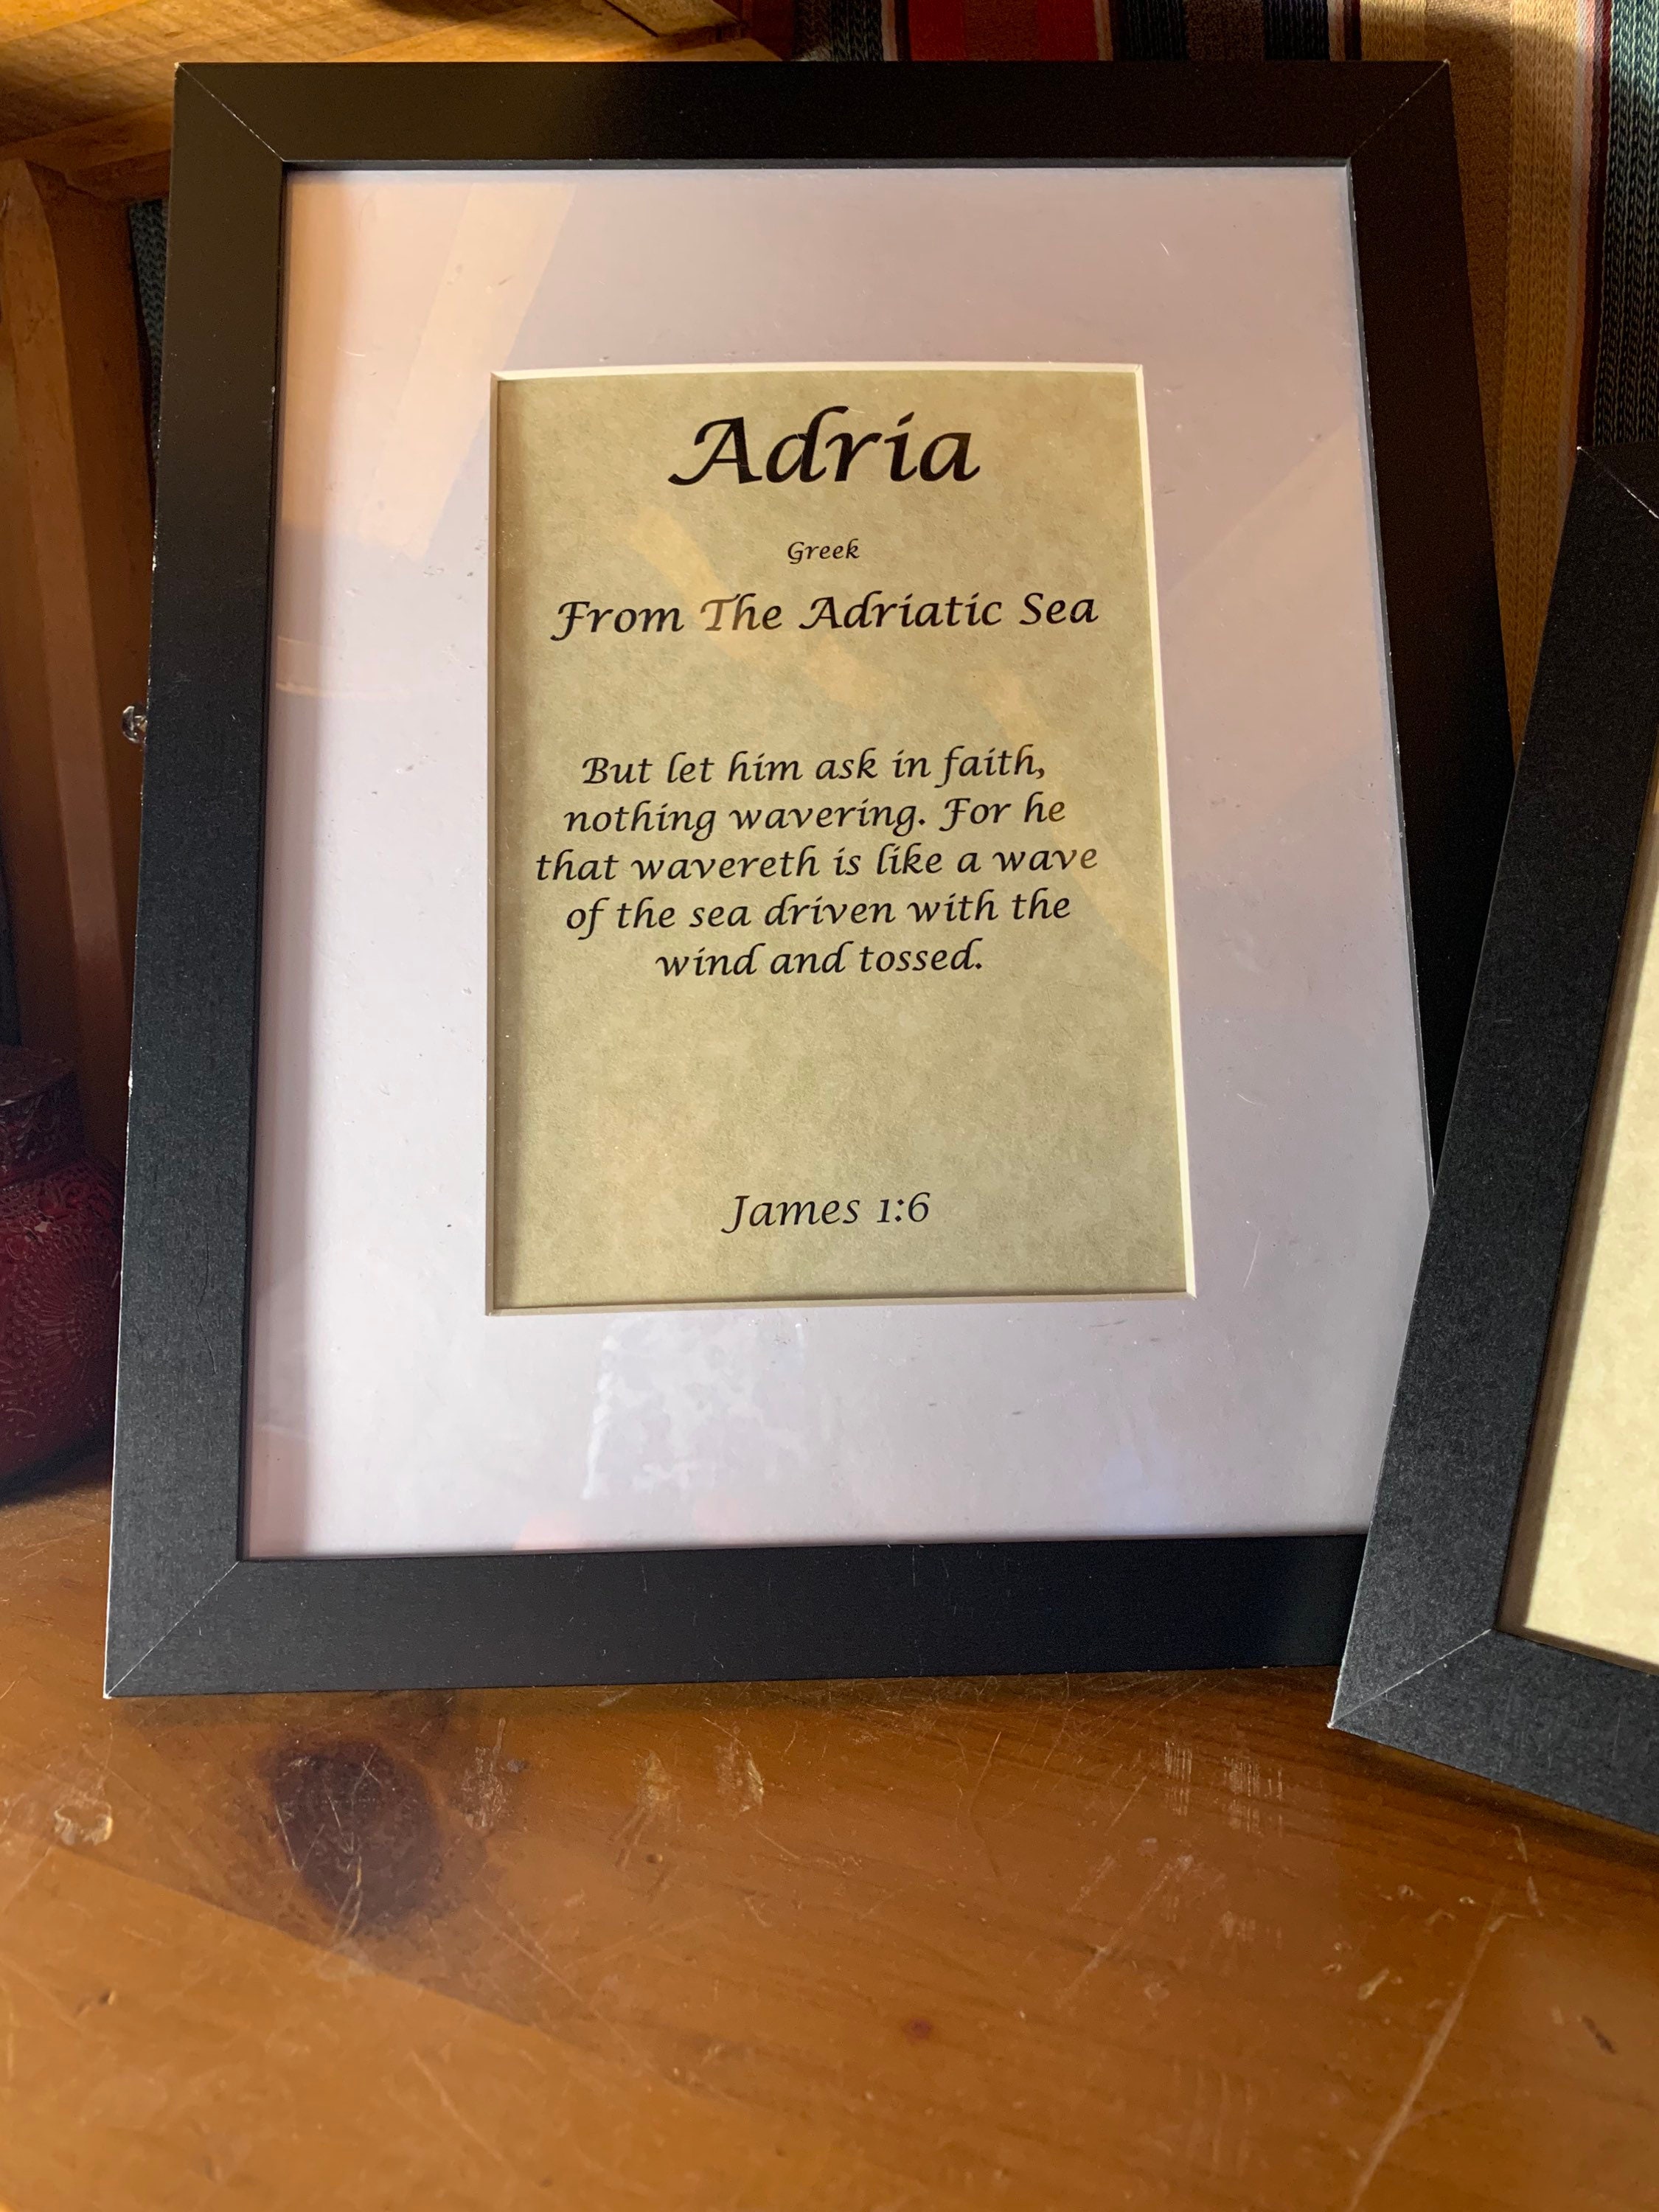 Adria
Greek
From The Adriatic Sea
But let him ask in faith,
nothing wavering. For he
that wavereth is like a wave
of the sea driven with the
wind and tossed.
James 1:6